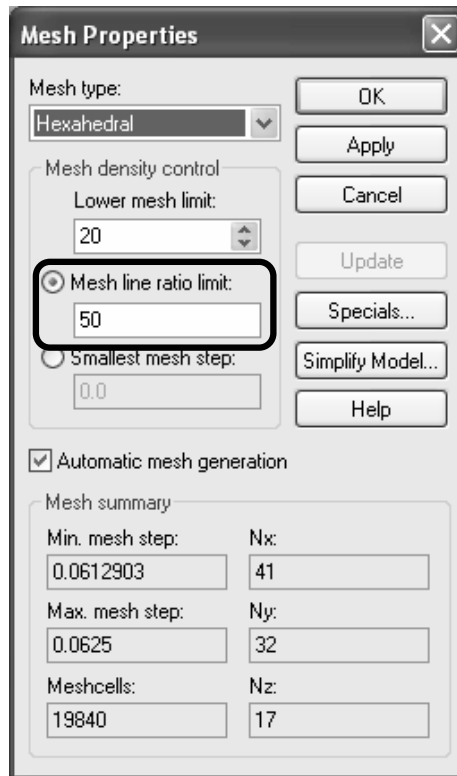 Mesh Properties
Mesh type:
Hexahedral
OK
Apply
Cancel
Mesh density control
Lower mesh limit:
20
Update
Mesh line ratio limit:
50
Specials...
Smallest mesh step:
0.0
Simplify Model...
Help
Automatic mesh generation
Mesh summary
Min. mesh step:
Nx:
0.0612903
41
Max. mesh step:
Ny:
0.0625
32
Meshcells:
Nz:
19840
17